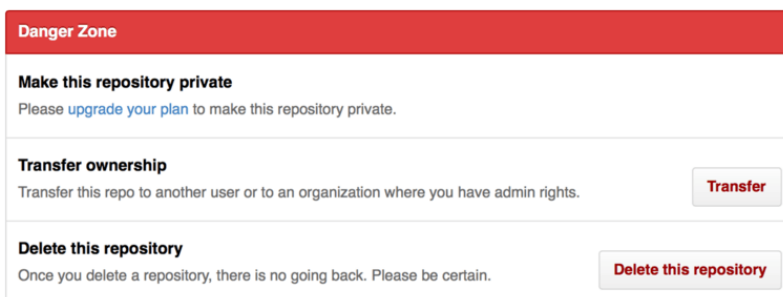 Danger Zone
Make this repository private
Please upgrade your plan to make this repository private.
Transfer ownership
Transfer this repo to another user or to an organization where you have admin rights.
Transfer
Delete this repository
Once you delete a repository, there is no going back. Please be certain.
Delete this repository